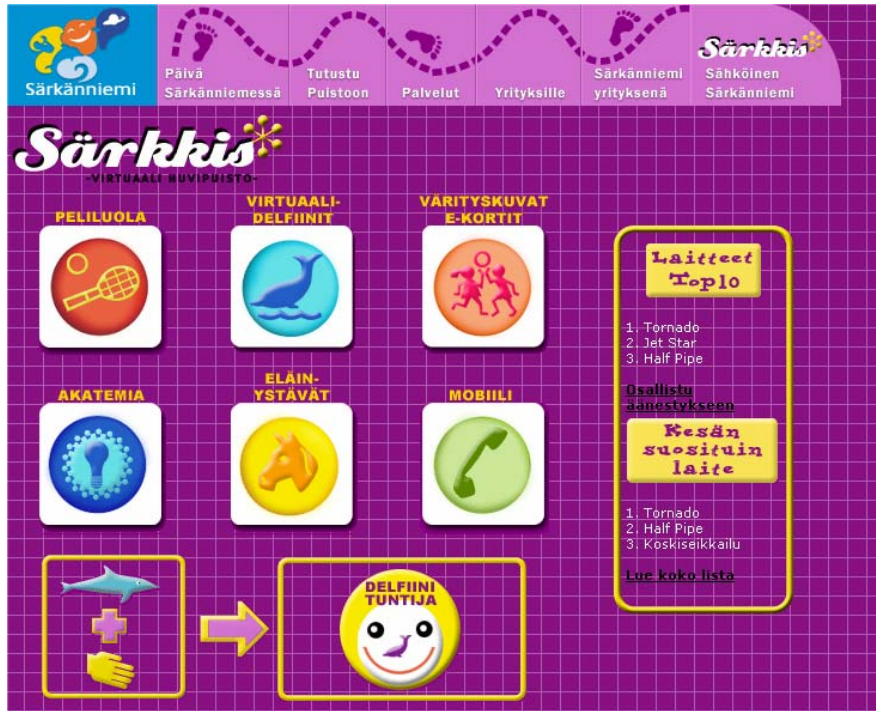 Särkänniemi
Päivä
Särkänniemessä
Tutustu
Puistoon
Palvelut
Yrityksille
Särkänniemi
yrityksenä
Särkkis
Sähköinen
Särkänniemi
Särkkis
-VIRTUAALI HUVIPUISTO-
PELILUOLA
VIRTUAALI-
DELFIINIT
VÄRITYSKUVAT
E-KORTIT
AKATEMIA
ELÄIN-
YSTÄVÄT
MOBIILI
DELFIINI
TUNTIJA
Laitteet
Top10
1. Tornado
2. Jet Star
3. Half Pipe
Osallistu
äänestykseen
Kesän
suosituin
laite
1. Tornado
2. Half Pipe
3. Koskiseikkailu
Lue koko lista